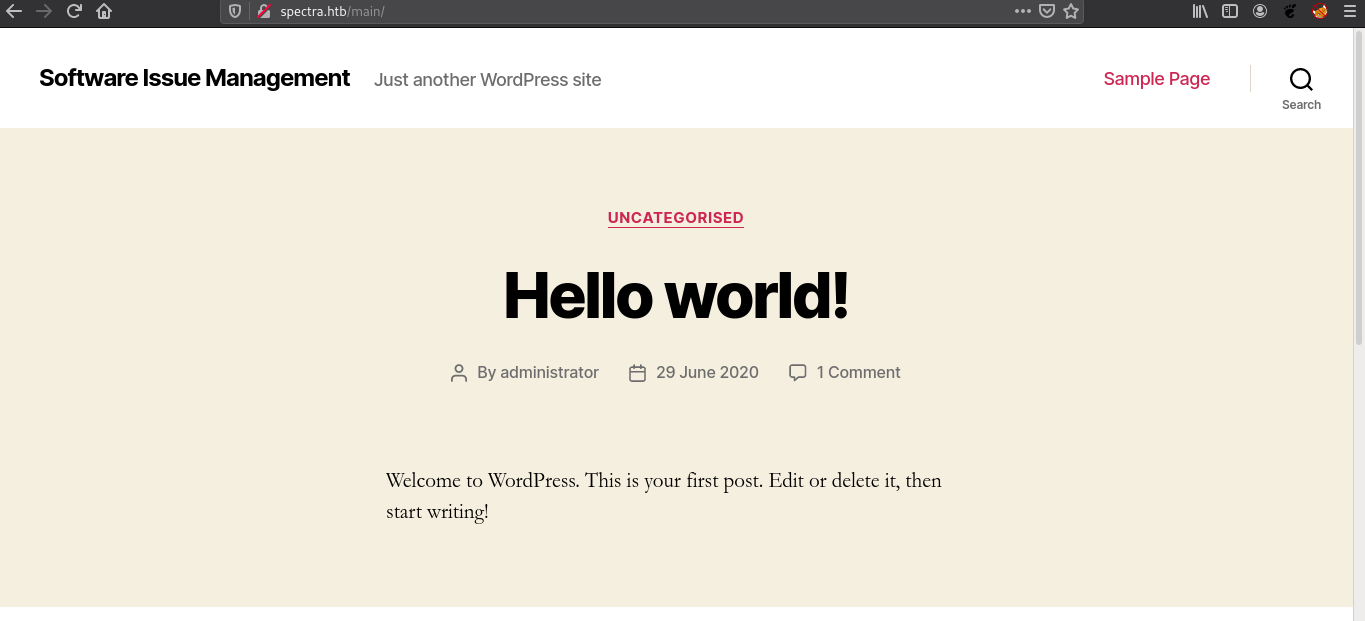 spectra.htb/main/
Software Issue Management Just another WordPress site Sample Page
Search
UNCATEGORISED
Hello world!
By administrator 29 June 2020 1 Comment
Welcome to WordPress. This is your first post. Edit or delete it, then
start writing!